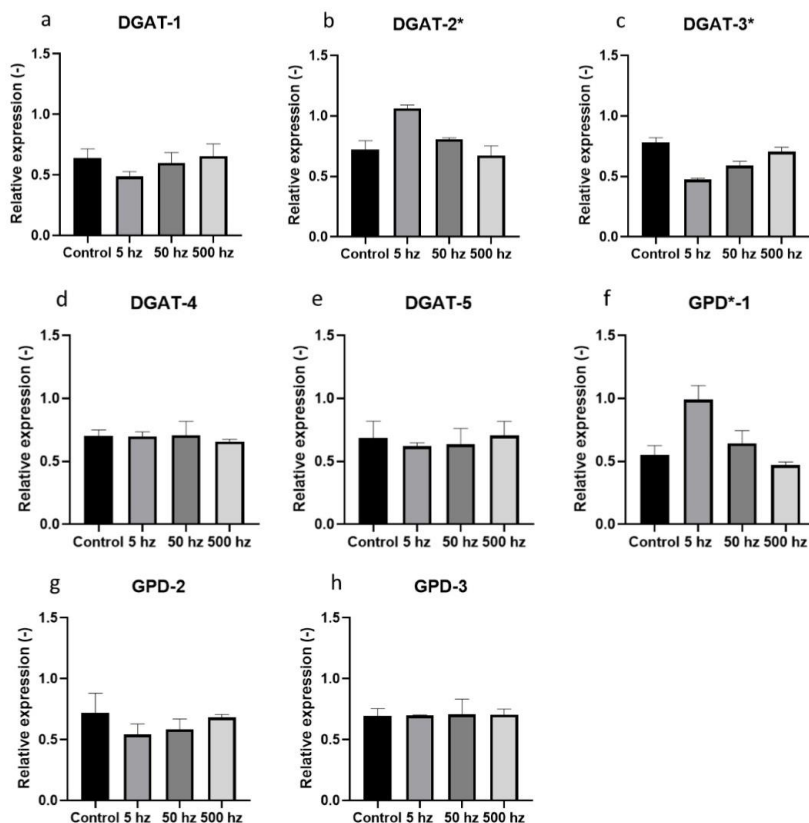 a
DGAT-1
Relative expression (-)
1.5
1.0
0.5
0.0
Control 5 hz 50 hz 500 hz
b
DGAT-2*
Relative expression (-)
1.5
1.0
0.5
0.0
Control 5 hz 50 hz 500 hz
c
DGAT-3*
Relative expression (-)
1.5
1.0
0.5
0.0
Control 5 hz 50 hz 500 hz
d
DGAT-4
Relative expression (-)
1.5
1.0
0.5
0.0
Control 5 hz 50 hz 500 hz
e
DGAT-5
Relative expression (-)
1.5
1.0
0.5
0.0
Control 5 hz 50 hz 500 hz
f
GPD*-1
Relative expression (-)
1.5
1.0
0.5
0.0
Control 5 hz 50 hz 500 hz
g
GPD-2
Relative expression (-)
1.5
1.0
0.5
0.0
Control 5 hz 50 hz 500 hz
h
GPD-3
Relative expression (-)
1.5
1.0
0.5
0.0
Control 5 hz 50 hz 500 hz